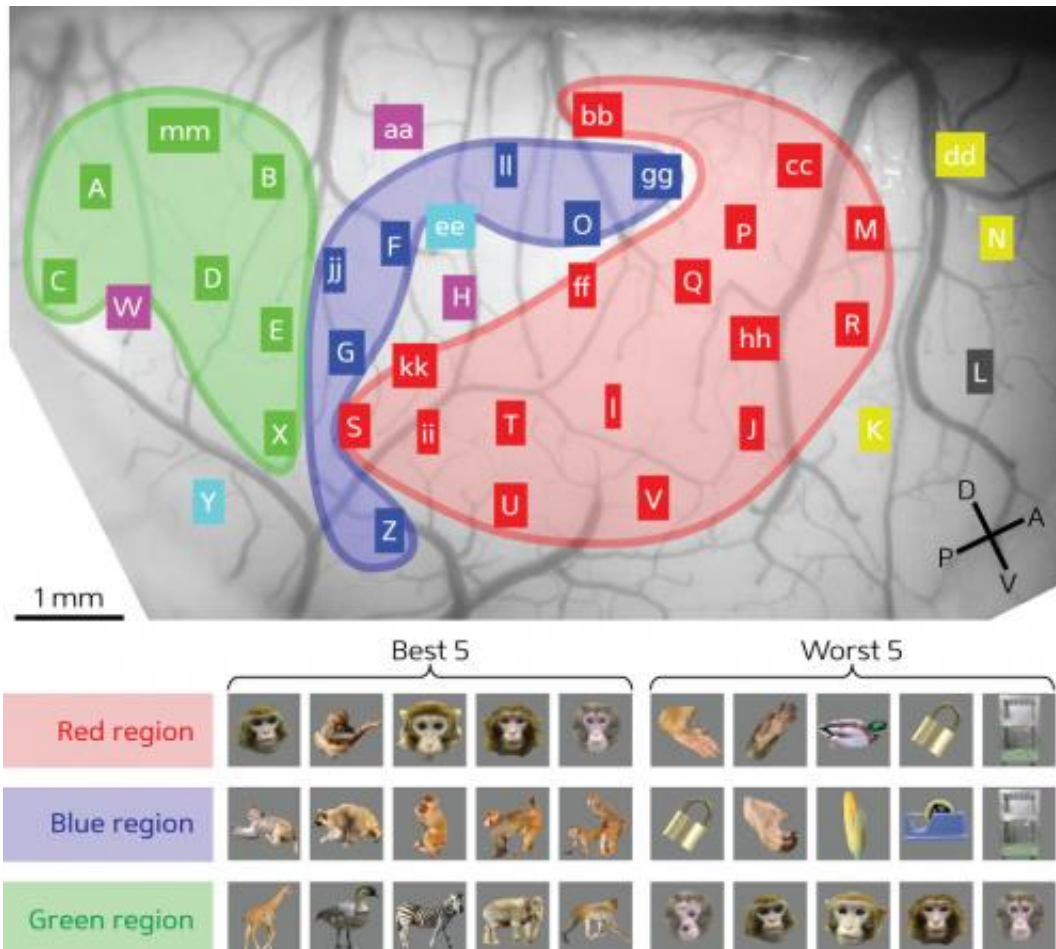 mm
aa
bb
ll
gg
cc
dd
A
B
F
ee
O
P
M
N
C
D
jj
H
ff
Q
W
E
G
kk
hh
R
L
X
S
ii
T
I
J
K
Y
Z
U
V
D
A
P
V
1 mm
Best 5 Worst 5
Red region
Blue region
Green region